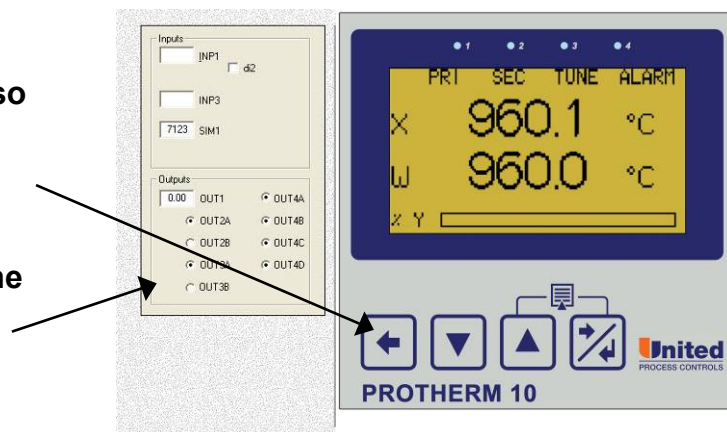 so
ne
Inputs
INP1
di2
INP3
7123 SIM1
Outputs
0.00 OUT1
OUT4A
OUT2A
OUT4B
OUT2B
OUT4C
OUT3A
OUT4D
OUT3B
1 2 3 4
PRI SEC TUNE ALARM
X 960.1 °C
W 960.0 °C
% Y
United
PROCESS CONTROLS
PROTHERM 10